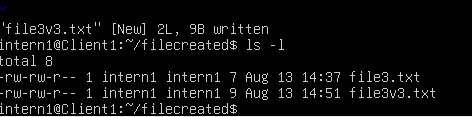 "file3v3.txt" [New] 2L, 9B written
intern1@Client1:~/filecreated$ ls -l
total 8
-rw-rw-r-- 1 intern1 intern1 7 Aug 13 14:37 file3.txt
-rw-rw-r-- 1 intern1 intern1 9 Aug 13 14:51 file3v3.txt
intern1@Client1:~/filecreated$